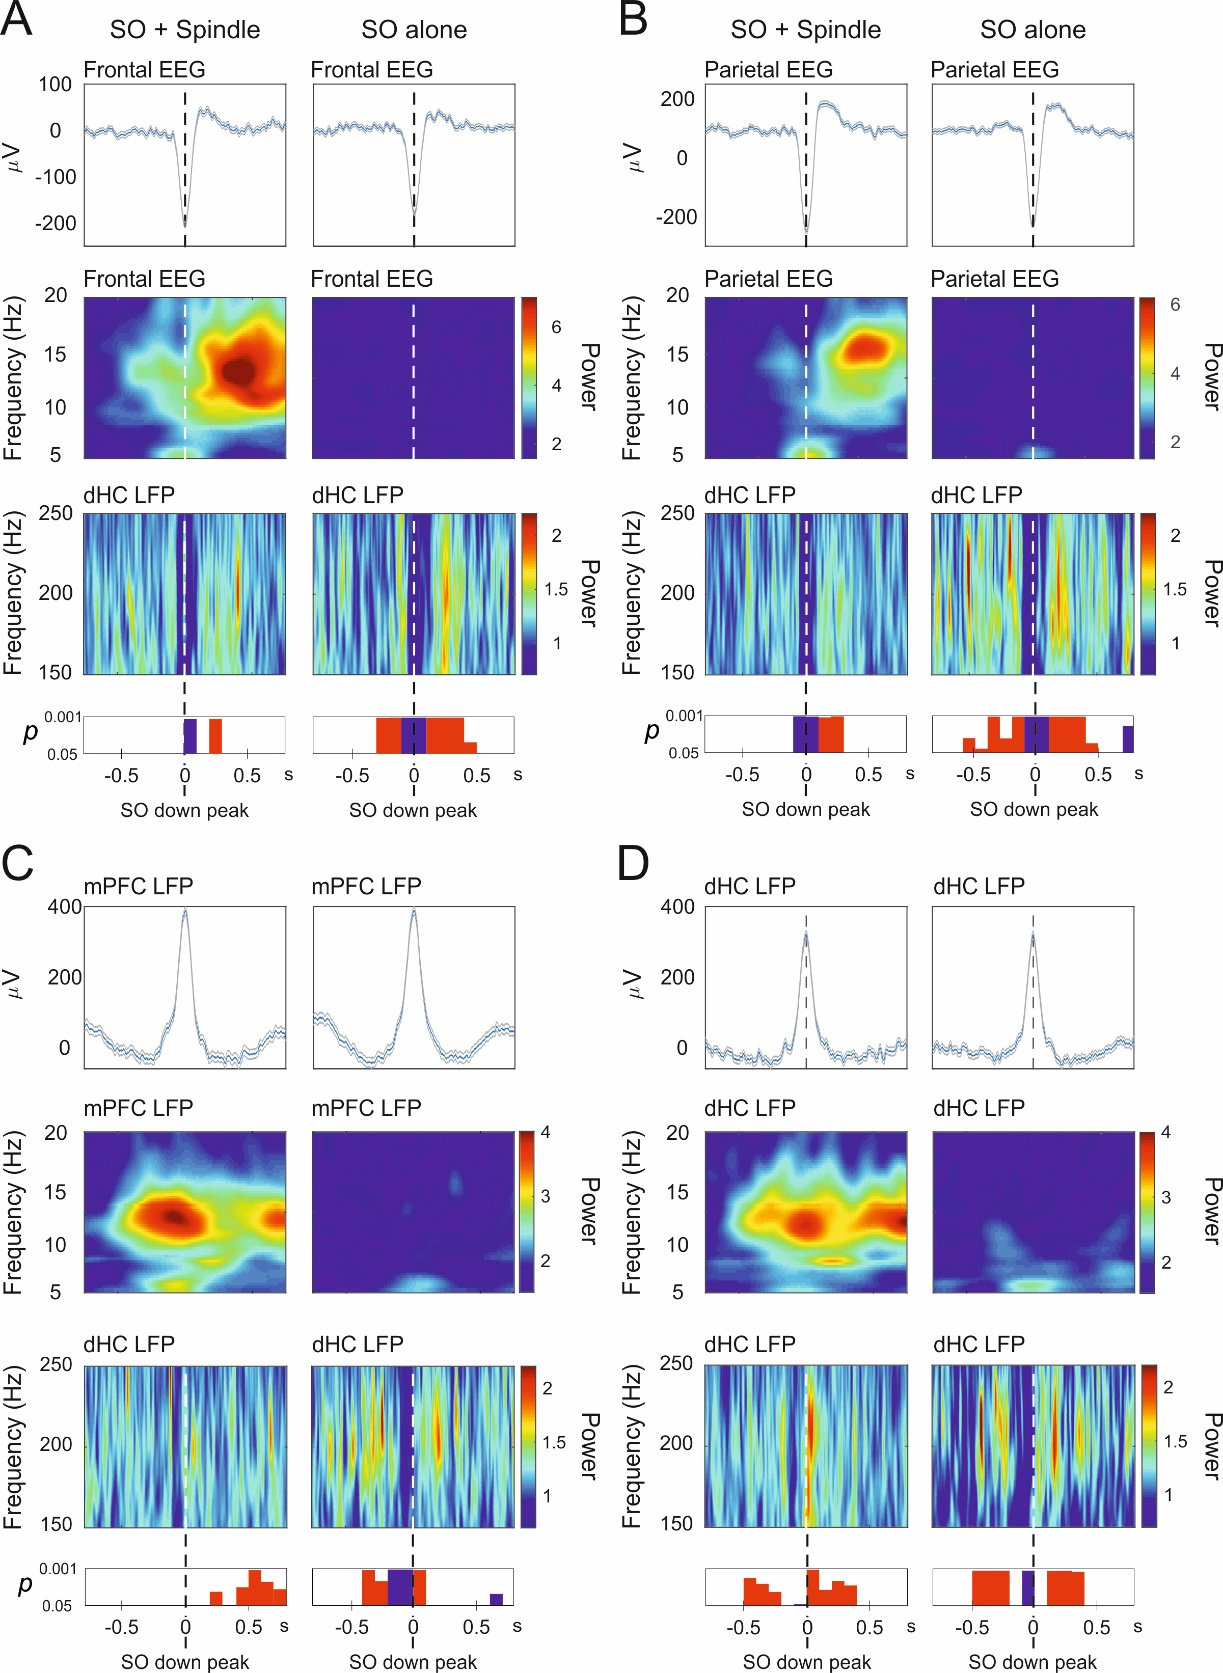 A
SO + Spindle
SO alone
B
SO + Spindle
SO alone
Frontal EEG
Frontal EEG
Parietal EEG
Parietal EEG
100
0
-100
-200
μV
200
0
-200
μV
Frontal EEG
Frontal EEG
Parietal EEG
Parietal EEG
20
15
10
5
Frequency (Hz)
6
4
2
Power
20
15
10
5
Frequency (Hz)
6
4
2
Power
dHC LFP
dHC LFP
dHC LFP
dHC LFP
250
200
150
Frequency (Hz)
2
1.5
1
Power
250
200
150
Frequency (Hz)
2
1.5
1
Power
p
0.001
0.05
p
0.001
0.05
-0.5 0 0.5 s
-0.5 0 0.5 s
-0.5 0 0.5 s
-0.5 0 0.5 s
SO down peak
SO down peak
SO down peak
SO down peak
C
D
mPFC LFP
mPFC LFP
dHC LFP
dHC LFP
400
200
0
μV
400
200
0
μV
mPFC LFP
mPFC LFP
dHC LFP
dHC LFP
20
15
10
5
Frequency (Hz)
4
3
2
Power
20
15
10
5
Frequency (Hz)
4
3
2
Power
dHC LFP
dHC LFP
dHC LFP
dHC LFP
250
200
150
Frequency (Hz)
2
1.5
1
Power
250
200
150
Frequency (Hz)
2
1.5
1
Power
p
0.001
0.05
0.001
0.05
-0.5 0 0.5 s
-0.5 0 0.5 s
-0.5 0 0.5 s
-0.5 0 0.5 s
SO down peak
SO down peak
SO down peak
SO down peak